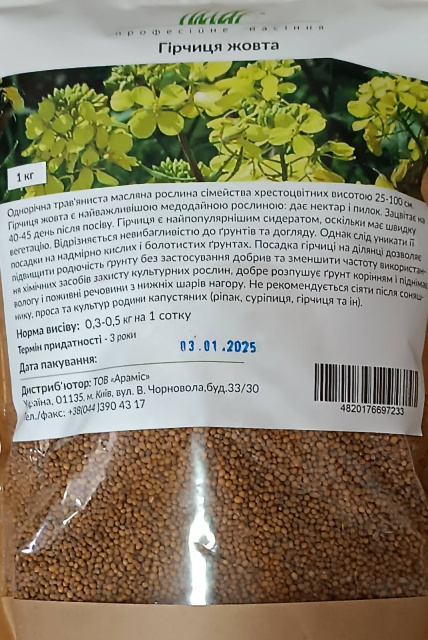 професійне насіння
Гірчиця жовта
1 кг
Однорічна трав'яниста масляна рослина сімейства хрестоцвітних висотою 25-100 см.
Гірчиця жовта є найважливішою медодайною рослиною: дає нектар і пилок. Зацвітає на
40-45 день після посіву. Гірчиця є найпопулярнішим сидератом, оскільки має швидку
вегетацію. Відрізняється невибагливістю до ґрунтів та догляду. Однак слід уникати її
посадки на надмірно кислих і болотистих ґрунтах. Посадка гірчиці на ділянці дозволяє
підвищити родючість ґрунту без застосування добрив та зменшити частоту використан-
ня хімічних засобів захисту культурних рослин, добре розпушує ґрунт корінням і піднімає
вологу і поживні речовини з нижніх шарів нагору. Не рекомендується сіяти після соняш-
нику, проса та культур родини капустяних (ріпак, суріпиця, гірчиця та ін).
Норма висіву: 0,3-0,5 кг на 1 сотку
Термін придатності - 3 роки
03.01.2025
Дата пакування:
Дистриб'ютор: ТОВ «Араміс»
Україна, 01135, м. Київ, вул. В. Чорновола,буд.33/30
Тел./факс: +38(044 )390 43 17
4820176697233